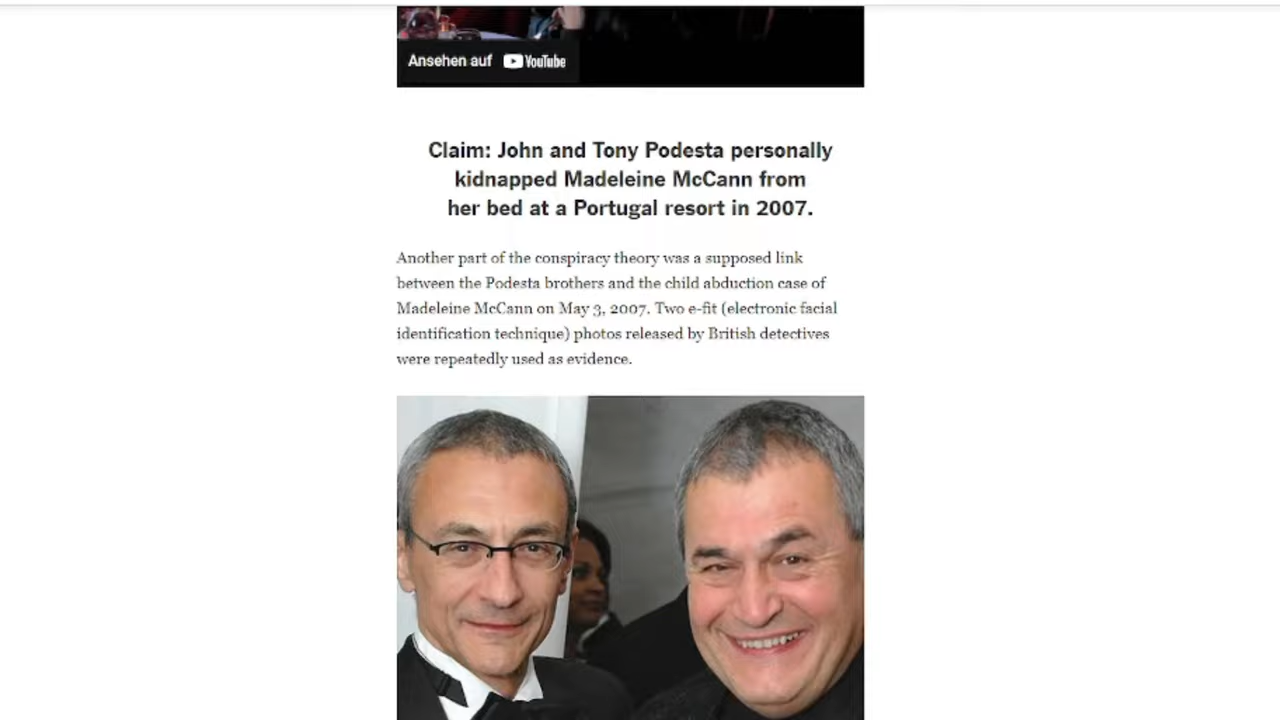 Ansehen auf YouTube
Claim: John and Tony Podesta personally
kidnapped Madeleine McCann from
her bed at a Portugal resort in 2007.
Another part of the conspiracy theory was a supposed link
between the Podesta brothers and the child abduction case of
Madeleine McCann on May 3, 2007. Two e-fit (electronic facial
identification technique) photos released by British detectives
were repeatedly used as evidence.